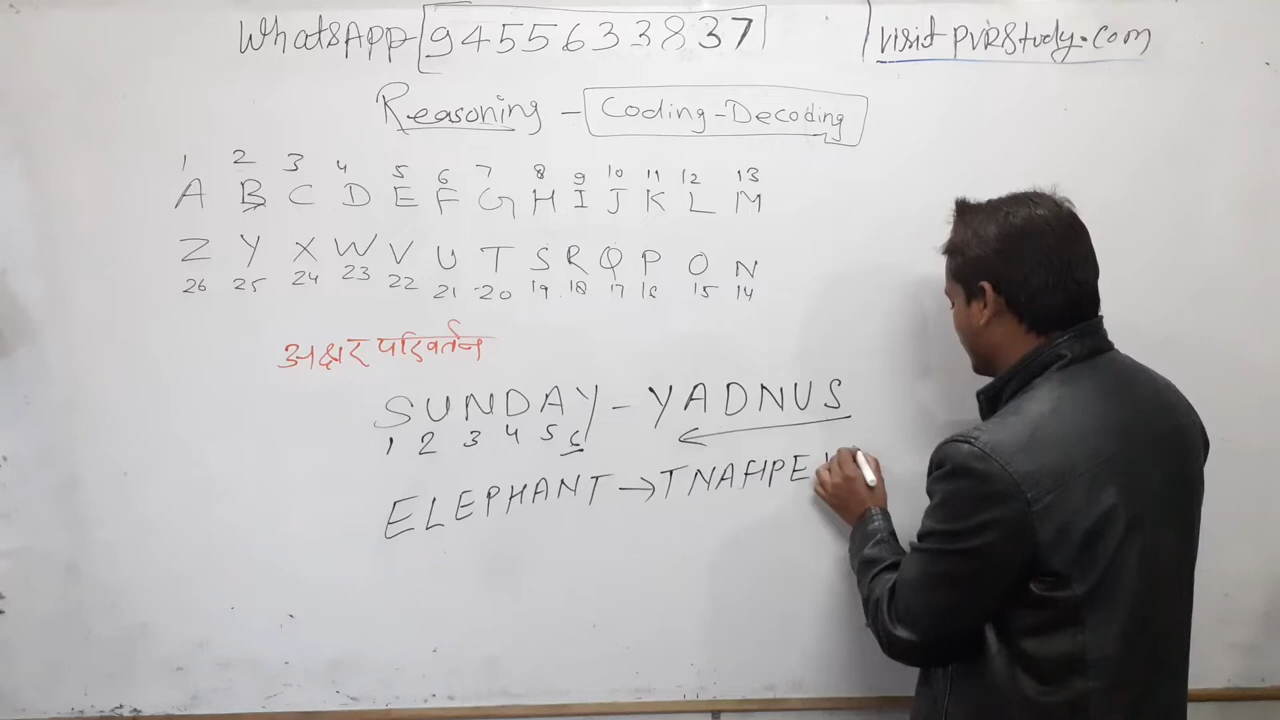 WhatsApp-9455633837
visit PVRStudy.com
Reasoning - Coding-Decoding
1 2 3 4 5 6 7 8 9 10 11 12 13
A B C D E F G H I J K L M
Z Y X W V U T S R Q P O N
26 25 24 23 22 21 20 19 18 17 16 15 14
अक्षर परिवर्तन
SUNDAY - YADNUS
1 2 3 4 5 6
ELEPHANT → TNAHPE